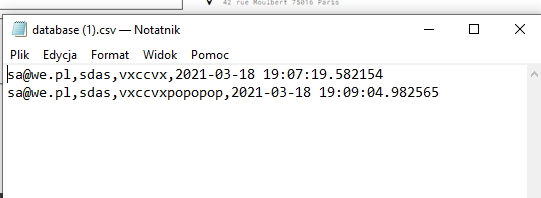 42 rue Moulbert 75016 Paris
database (1).csv — Notatnik
Plik Edycja Format Widok Pomoc
sa@we.pl,sdas,vxccvx,2021-03-18 19:07:19.582154
sa@we.pl,sdas,vxccvxpopopop,2021-03-18 19:09:04.982565